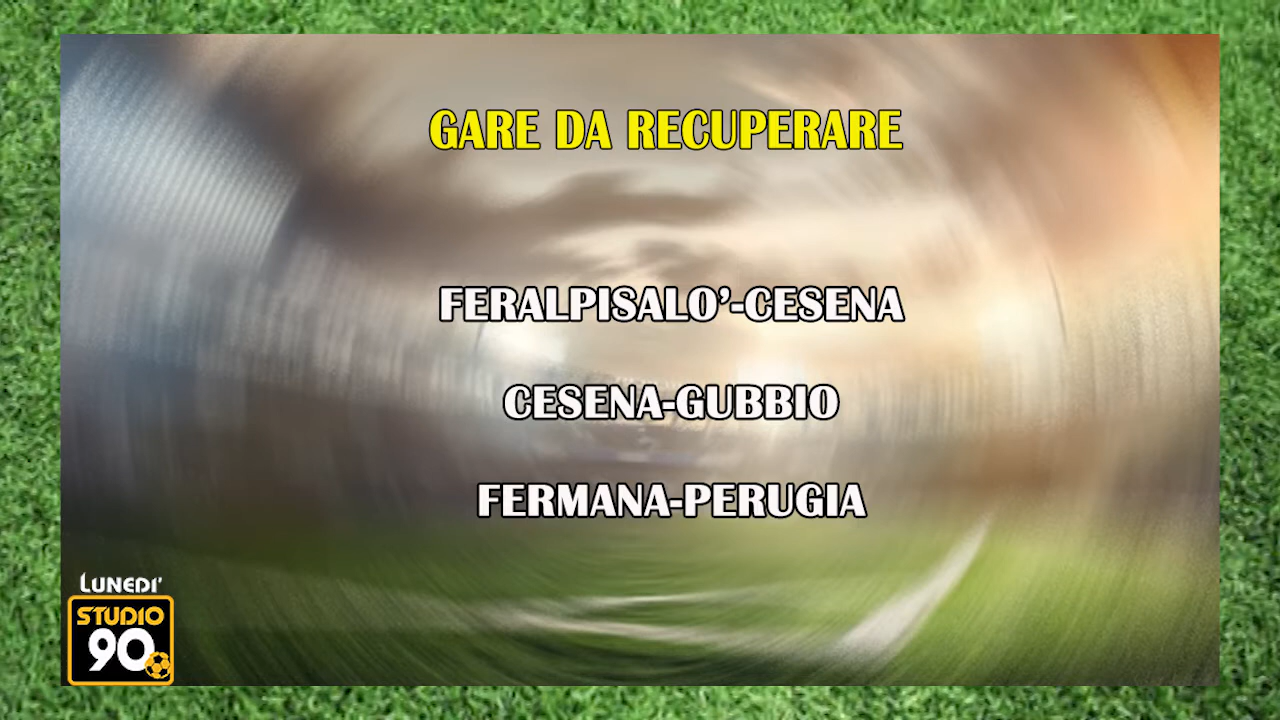 GARE DA RECUPERARE
FERALPISALO’-CESENA
CESENA-GUBBIO
FERMANA-PERUGIA
LUNEDI’
STUDIO
90